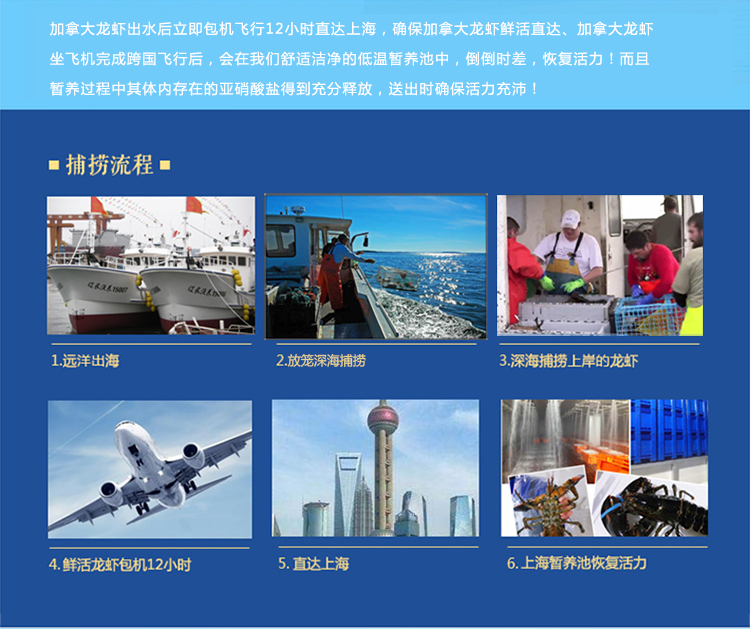 加拿大龙虾出水后立即包机飞行12小时直达上海，确保加拿大龙虾鲜活直达、加拿大龙虾
坐飞机完成跨国飞行后，会在我们舒适洁净的低温暂养池中，倒倒时差，恢复活力！而且
暂养过程中其体内存在的亚硝酸盐得到充分释放，送出时确保活力充沛！
捕捞流程
1.远洋出海
2.放笼深海捕捞
3.深海捕捞上岸的龙虾
4.鲜活龙虾包机12小时
5.直达上海
6.上海暂养池恢复活力